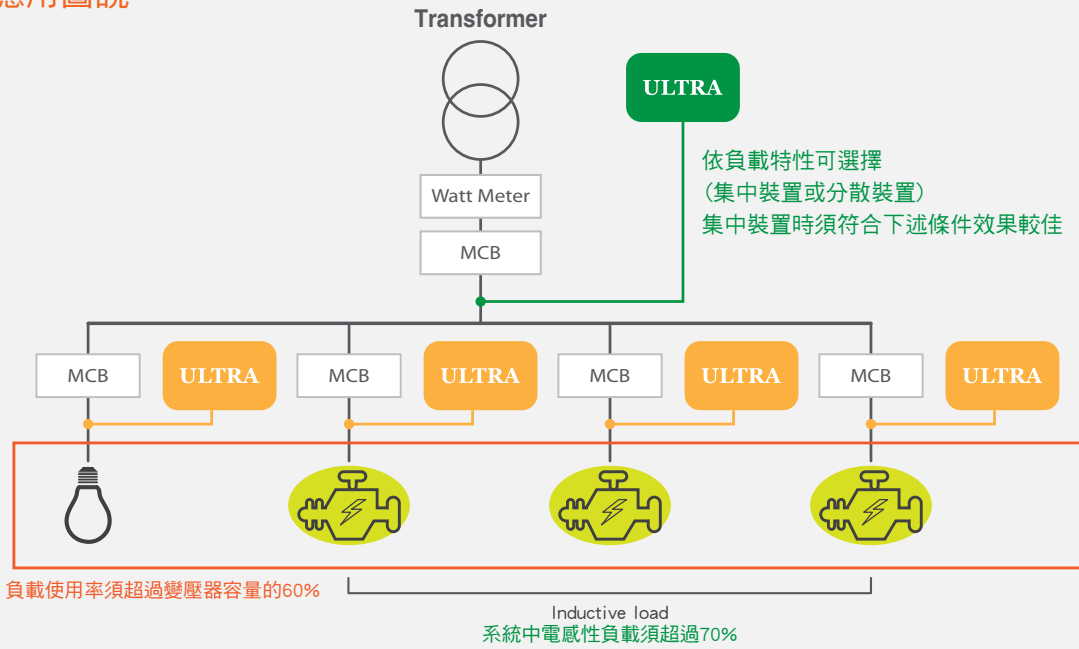 應用圖說
Transformer
ULTRA
依負載特性可選擇
(集中裝置或分散裝置)
集中裝置時須符合下述條件效果較佳
Watt Meter
MCB
MCB
ULTRA
MCB
ULTRA
MCB
ULTRA
MCB
ULTRA
負載使用率須超過變壓器容量的60%
Inductive load
系統中電感性負載須超過70%